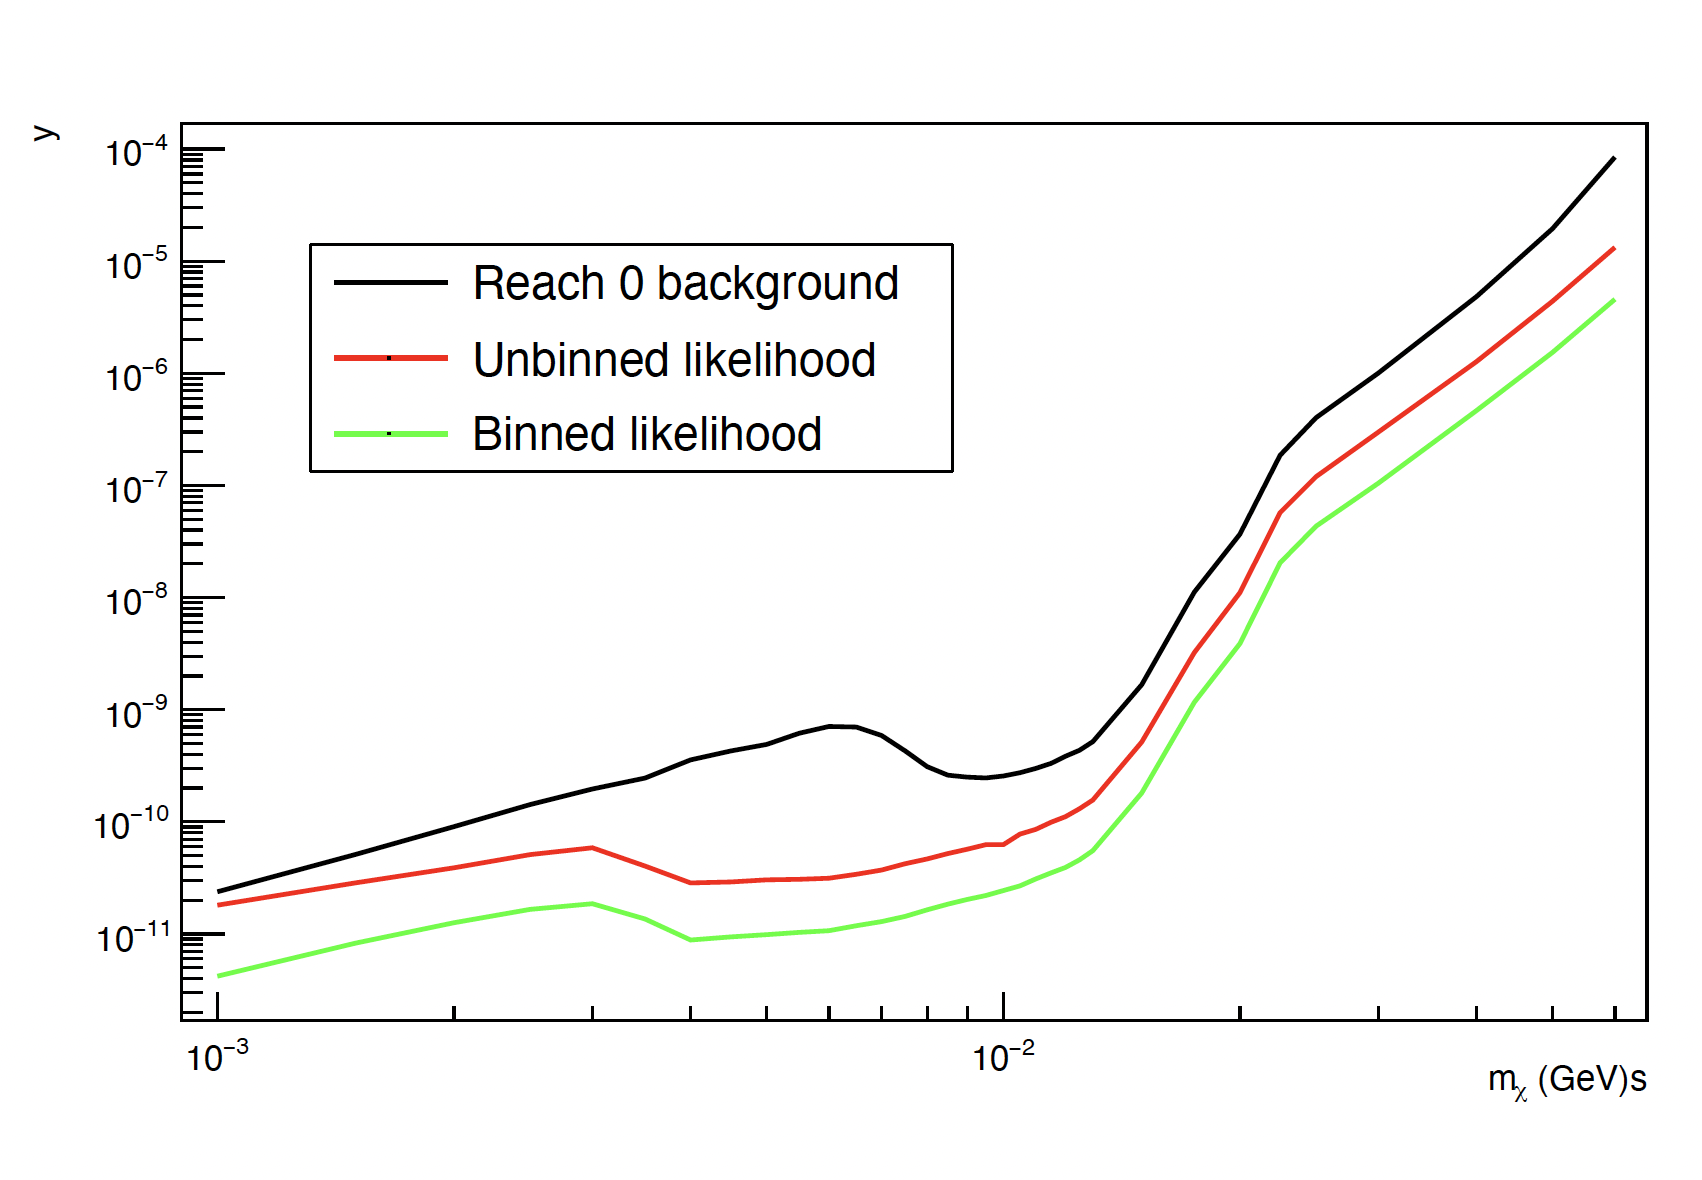 y
10⁻⁴
10⁻⁵
10⁻⁶
10⁻⁷
10⁻⁸
10⁻⁹
10⁻¹⁰
10⁻¹¹
Reach 0 background
Unbinned likelihood
Binned likelihood
10⁻³ 10⁻²
mᵪ (GeV)s